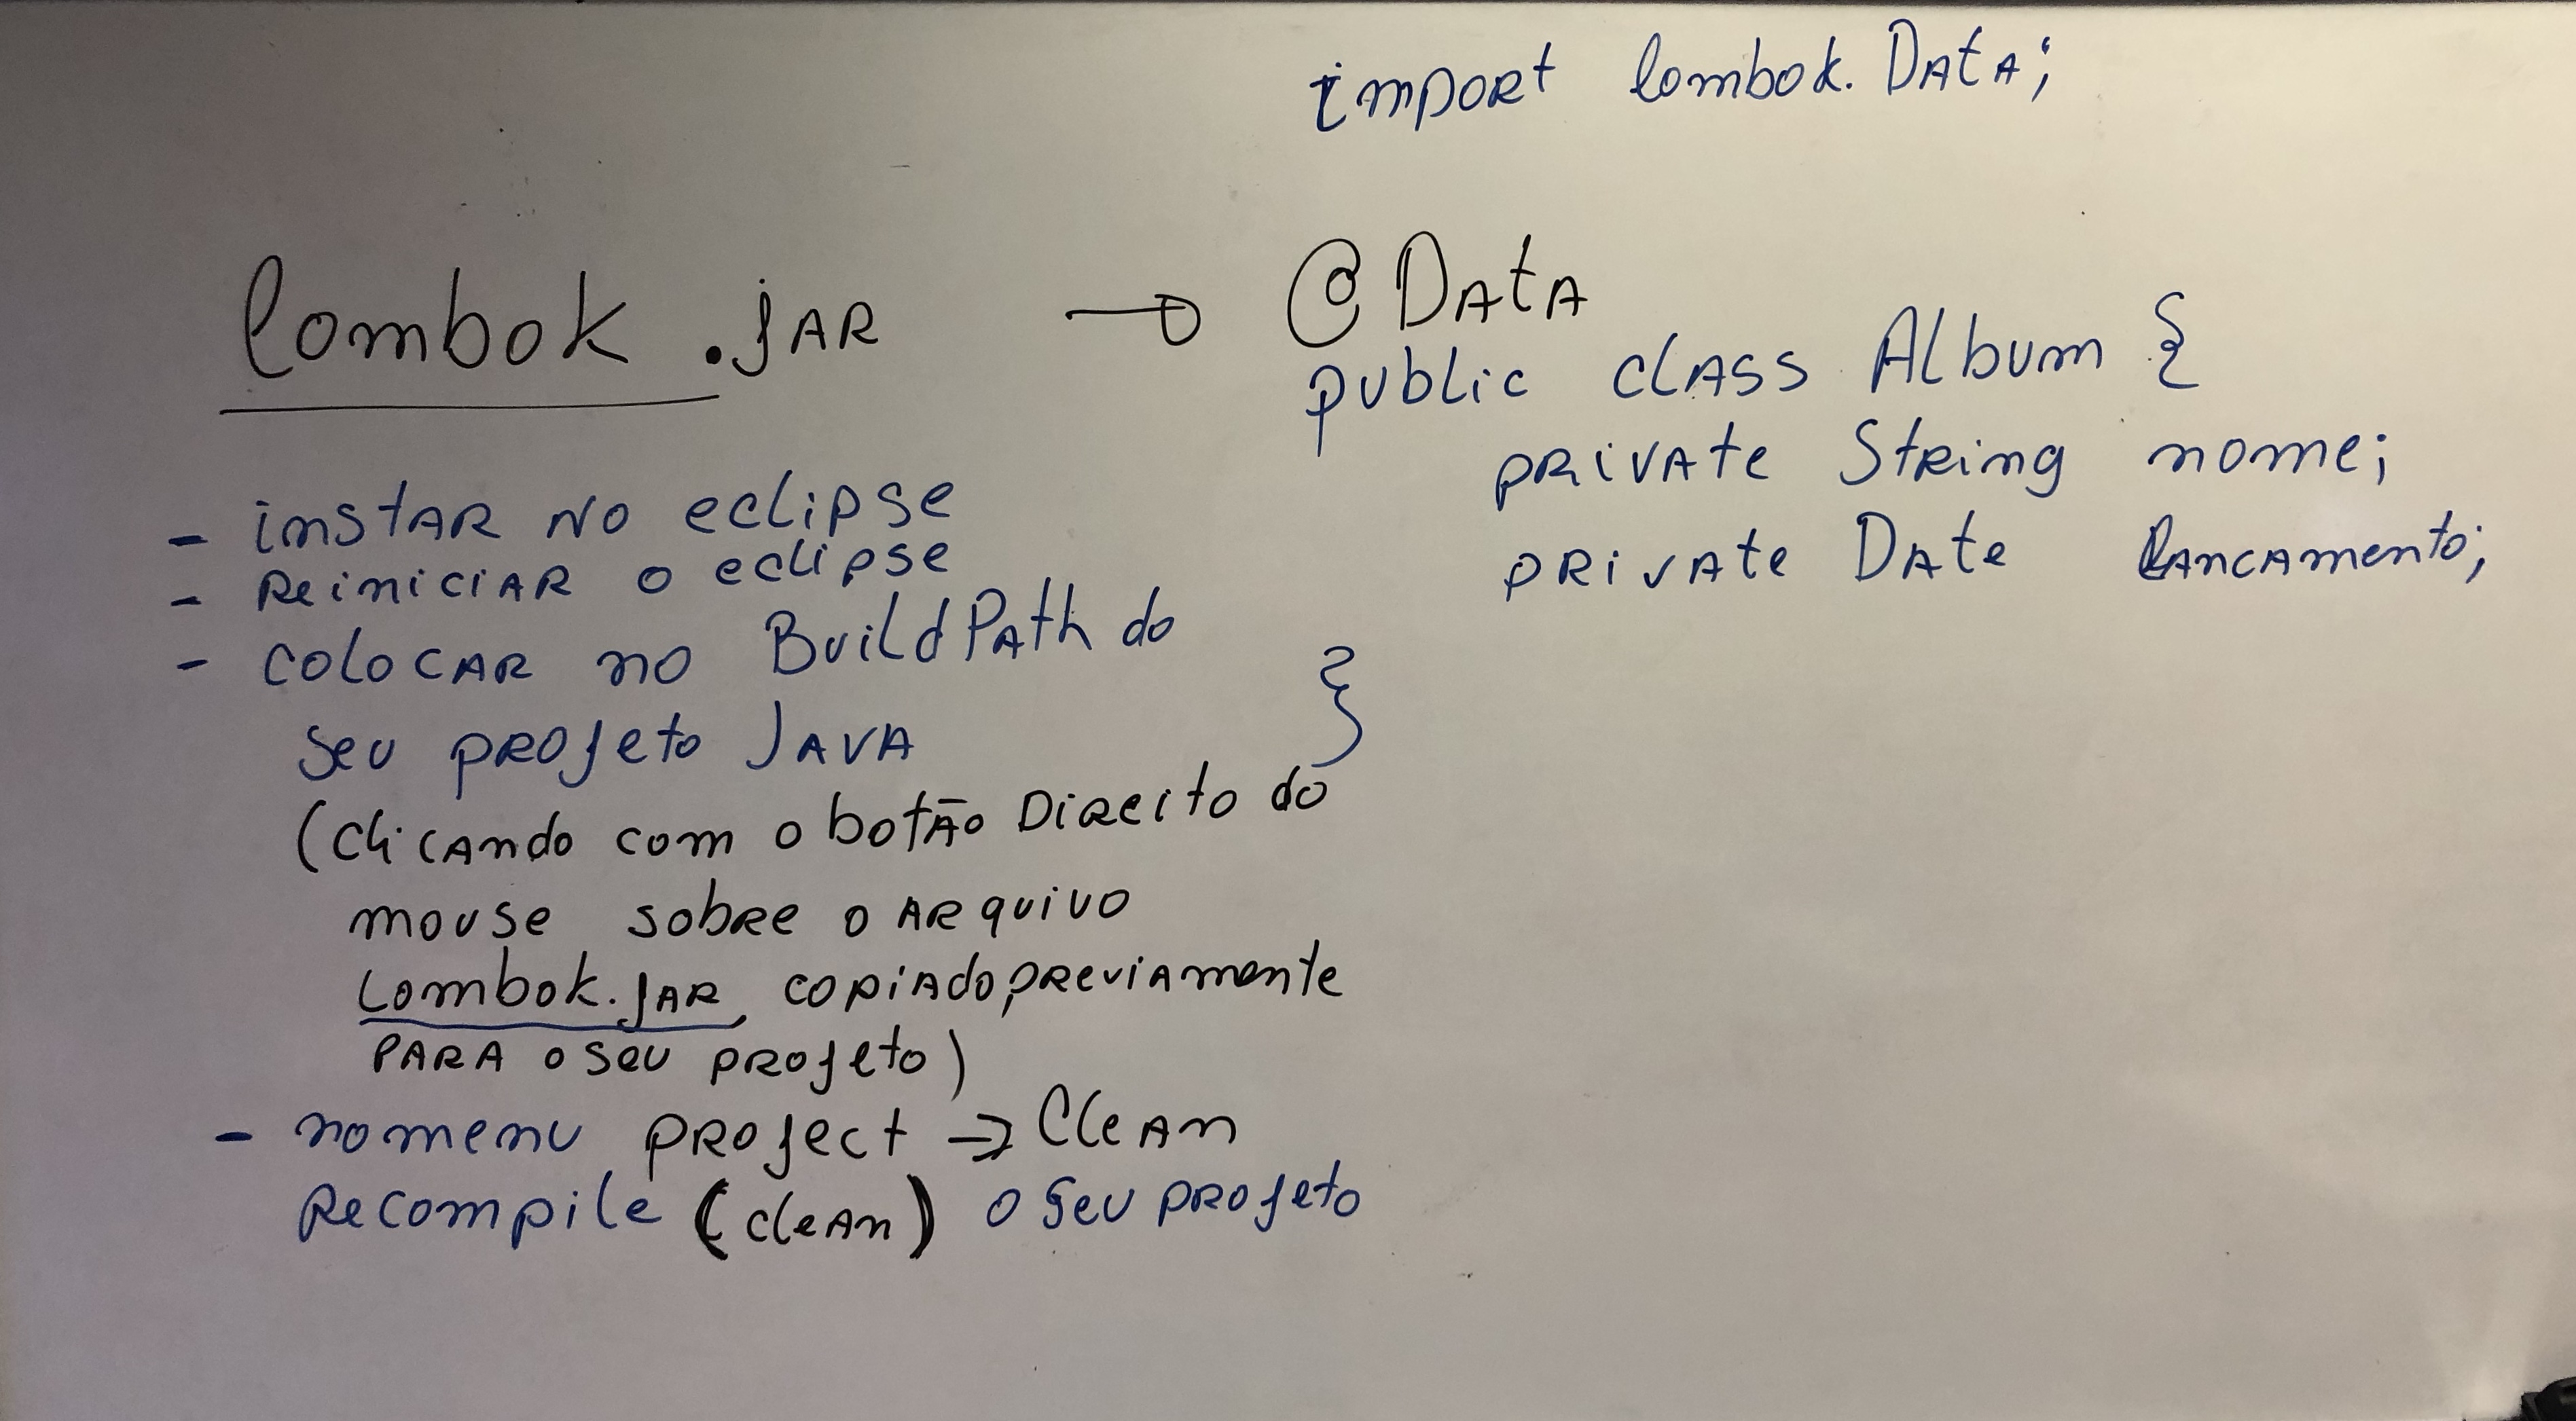 import lombok.Data;
lombok.jar → @Data
public class Album {
private String nome;
private Date lancamento;
}
- instar no eclipse
- Reiniciar o eclipse
- colocar no BuildPath do
seu projeto JAVA
(clicando com o botão Direito do
mouse sobre o arquivo
Lombok.jar, copiado, previamente
para o seu projeto)
- no menu project → Clean
Recompile (clean) o seu projeto